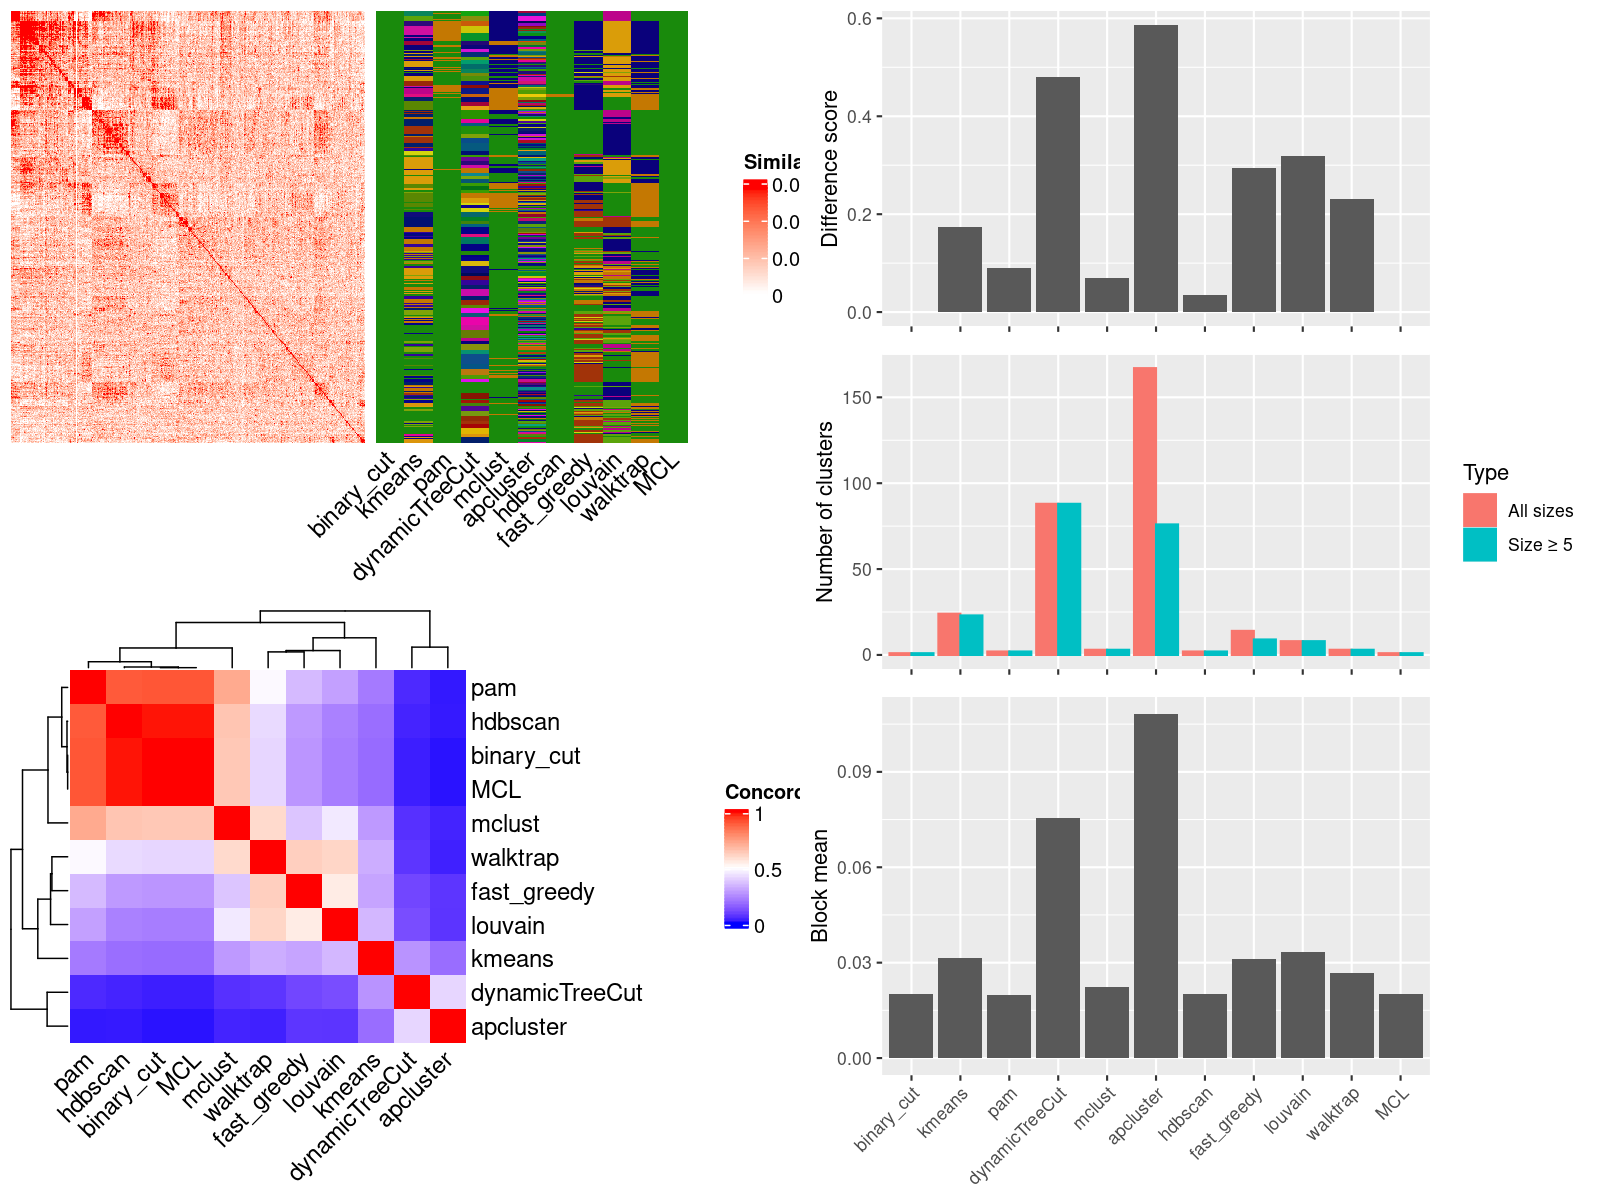 Simila
0.0
0.0
0.0
0
binary_cut
kmeans
pam
dynamicTreeCut
mclust
apcluster
hdbscan
fast_greedy
louvain
walktrap
MCL
pam
hdbscan
binary_cut
MCL
mclust
walktrap
fast_greedy
louvain
kmeans
dynamicTreeCut
apcluster
Concord
1
0.5
0
pam
hdbscan
binary_cut
MCL
mclust
walktrap
fast_greedy
louvain
kmeans
dynamicTreeCut
apcluster
Difference score
0.6
0.4
0.2
0.0
Number of clusters
150
100
50
0
Type
All sizes
Size ≥ 5
Block mean
0.09
0.06
0.03
0.00
binary_cut
kmeans
pam
dynamicTreeCut
mclust
apcluster
hdbscan
fast_greedy
louvain
walktrap
MCL